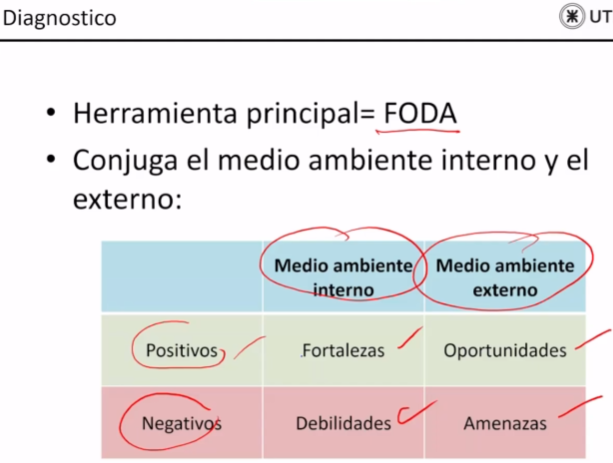 Diagnostico
UT
• Herramienta principal= FODA
• Conjuga el medio ambiente interno y el
externo:
Medio ambiente
interno
Medio ambiente
externo
Positivos
Fortalezas
Oportunidades
Negativos
Debilidades
Amenazas